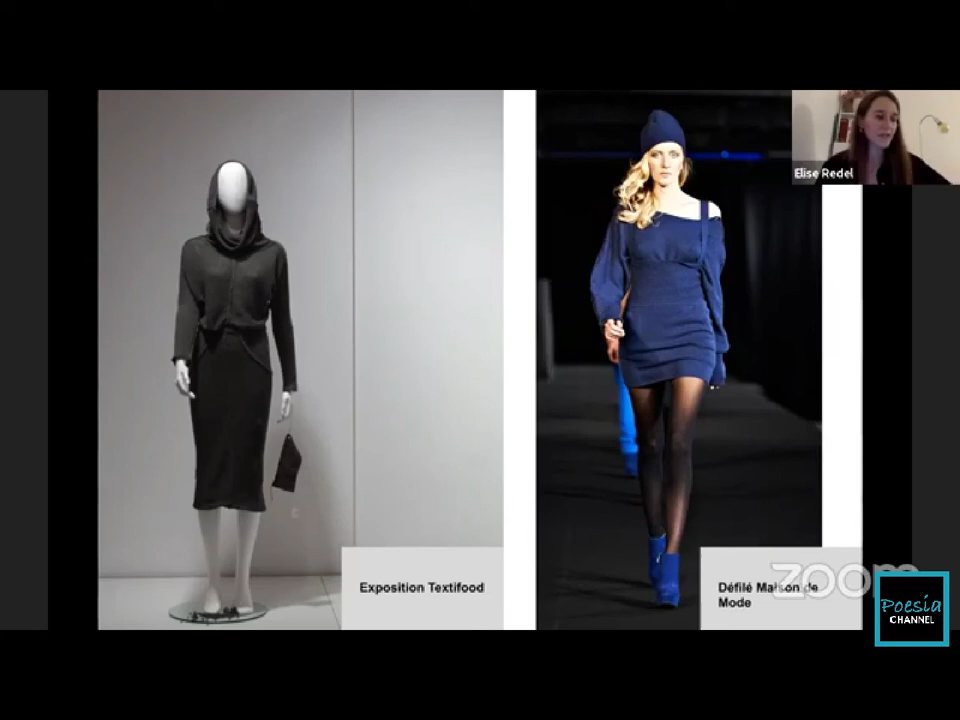 Elise Redel
Exposition Textifood
Défilé Maison de
Mode
zoom
Poesia
CHANNEL